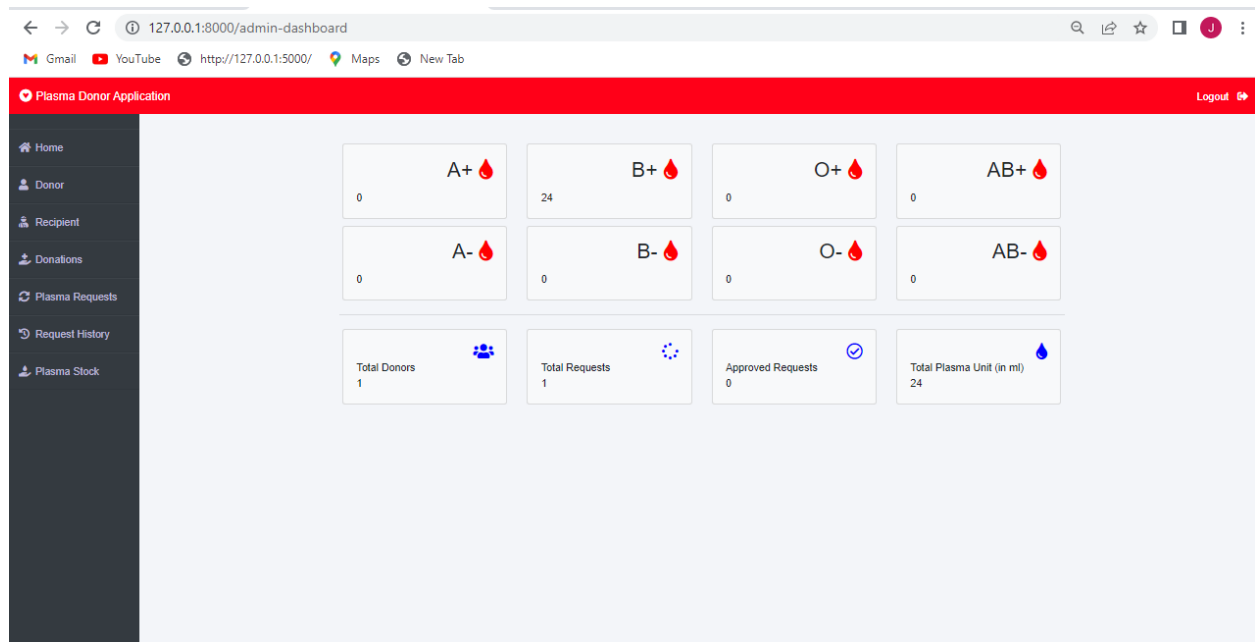 127.0.0.1:8000/admin-dashboard
J
Gmail YouTube http://127.0.0.1:5000/ Maps New Tab
Plasma Donor Application Logout
Home
Donor
Recipient
Donations
Plasma Requests
Request History
Plasma Stock
A+ B+ O+ AB+
0 24 0 0
A- B- O- AB-
0 0 0 0
Total Donors Total Requests Approved Requests Total Plasma Unit (in ml)
1 1 0 24